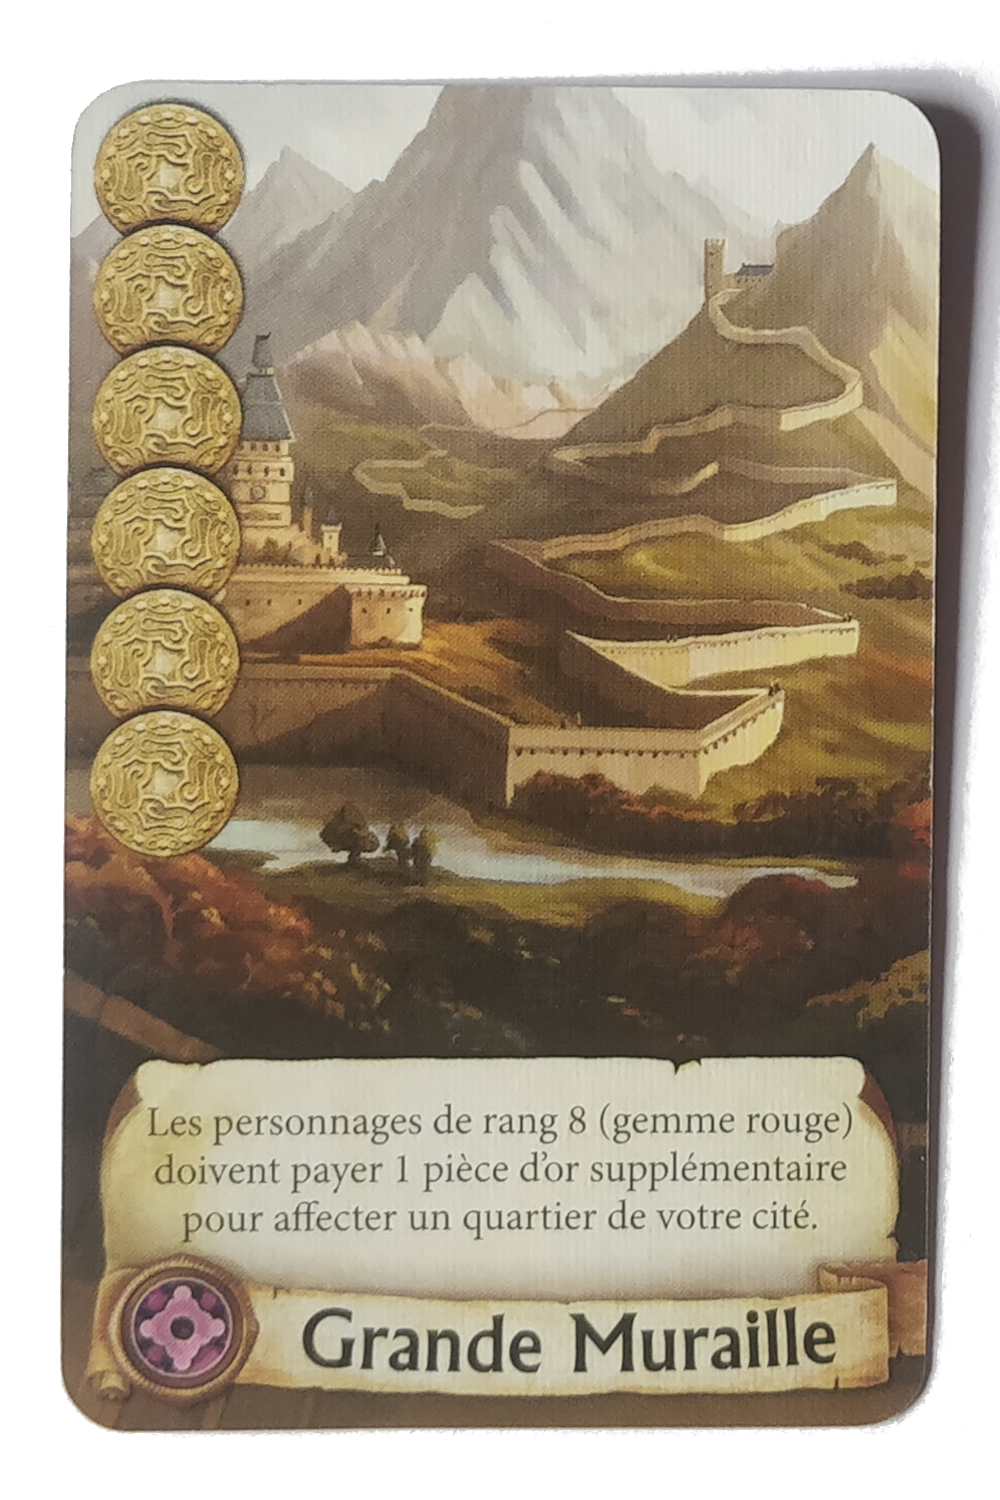 Les personnages de rang 8 (gemme rouge)
doivent payer 1 pièce d'or supplémentaire
pour affecter un quartier de votre cité.
Grande Muraille